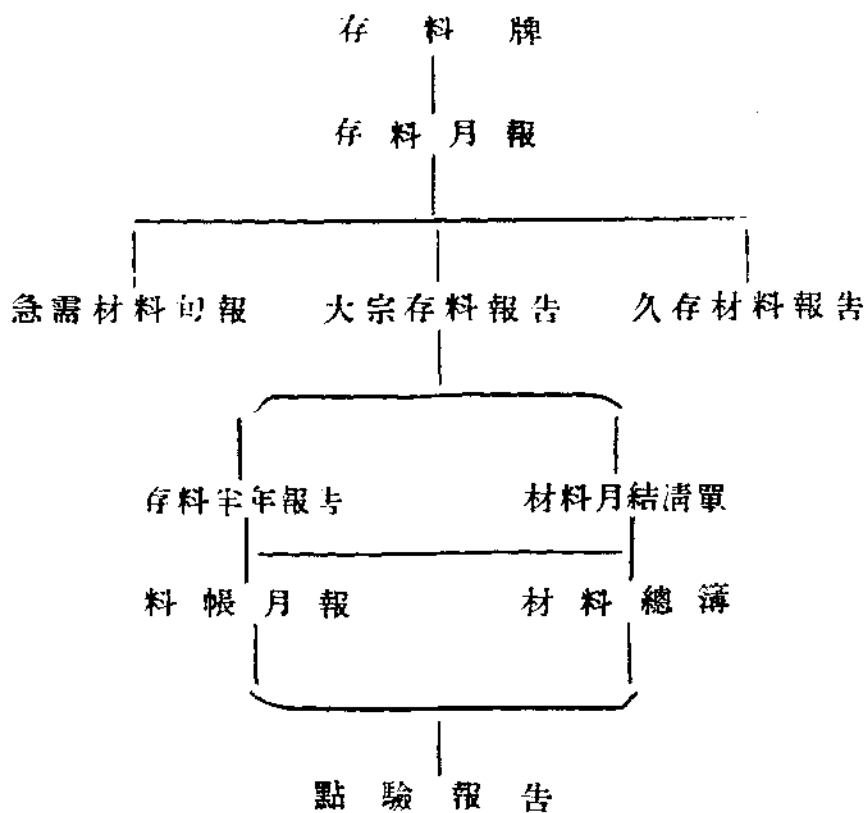 存料牌
存料月報
急需材料旬報 大宗存料報告 久存材料報告
存料半年報告 材料月結清單
料帳月報 材料總簿
點驗報告